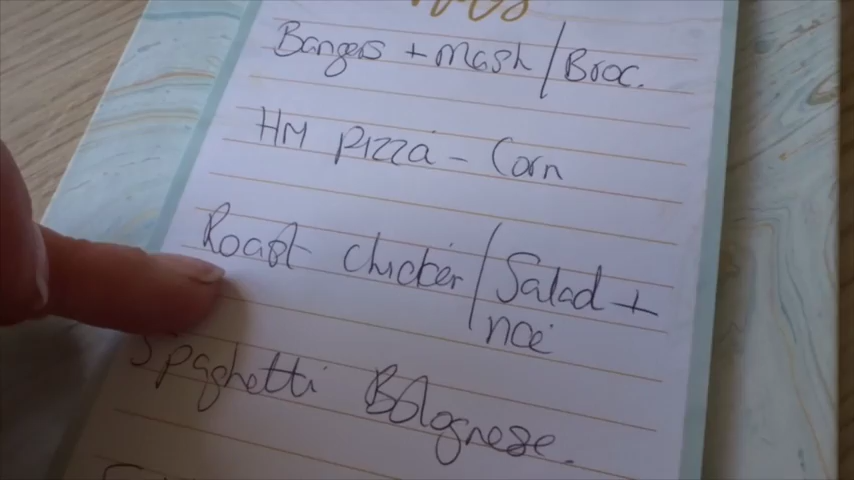 Bangers + mash / Broc.
HM Pizza - Corn
Roast chicken / Salad +
rice
Spaghetti Bolognese.